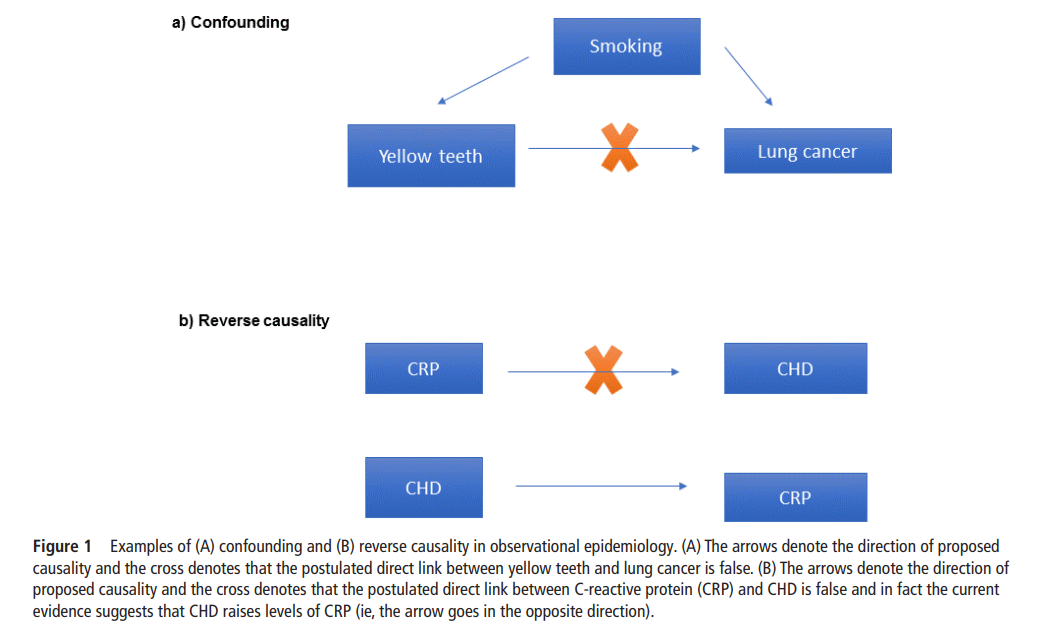 a) Confounding
Smoking
Yellow teeth
Lung cancer
b) Reverse causality
CRP
CHD
CHD
CRP
Figure 1 Examples of (A) confounding and (B) reverse causality in observational epidemiology. (A) The arrows denote the direction of proposed
causality and the cross denotes that the postulated direct link between yellow teeth and lung cancer is false. (B) The arrows denote the direction of
proposed causality and the cross denotes that the postulated direct link between C-reactive protein (CRP) and CHD is false and in fact the current
evidence suggests that CHD raises levels of CRP (ie, the arrow goes in the opposite direction).